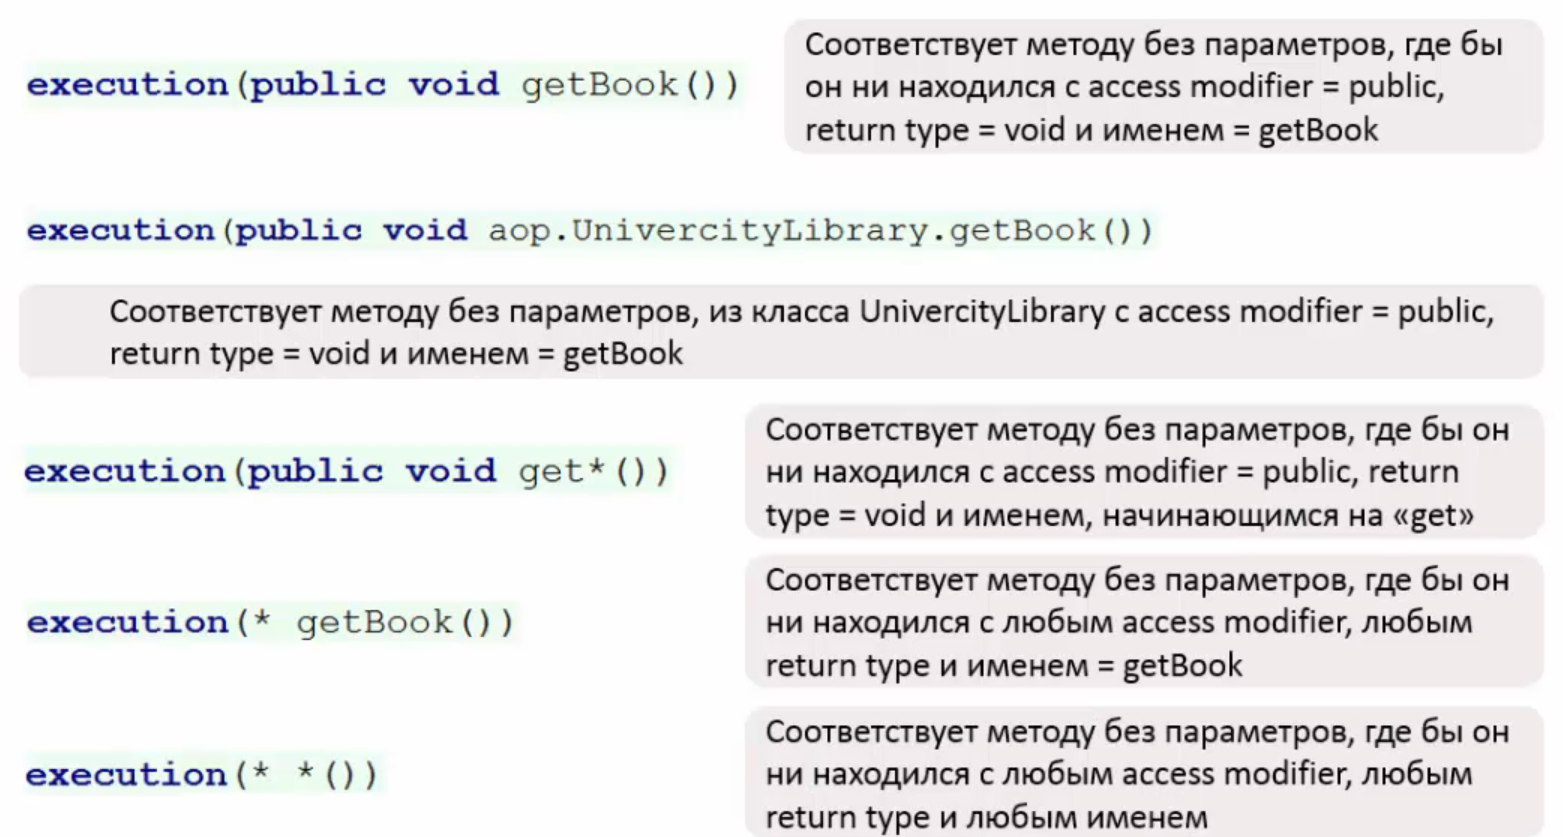 execution(public void getBook())
Соответствует методу без параметров, где бы
он ни находился с access modifier = public,
return type = void и именем = getBook
execution(public void aop.UnivercityLibrary.getBook())
Соответствует методу без параметров, из класса UnivercityLibrary с access modifier = public,
return type = void и именем = getBook
execution(public void get*())
Соответствует методу без параметров, где бы он
ни находился с access modifier = public, return
type = void и именем, начинающимся на «get»
execution(* getBook())
Соответствует методу без параметров, где бы он
ни находился с любым access modifier, любым
return type и именем = getBook
execution(* *())
Соответствует методу без параметров, где бы он
ни находился с любым access modifier, любым
return type и любым именем